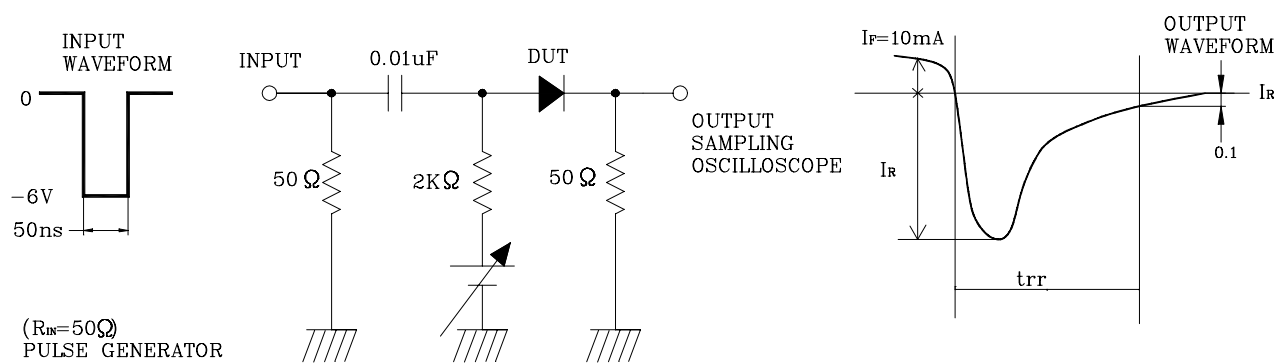 INPUT
WAVEFORM
0
-6V
50ns
(RIN=50Ω)
PULSE GENERATOR
INPUT
0.01uF
DUT
50Ω
2KΩ
50Ω
OUTPUT
SAMPLING
OSCILLOSCOPE
IF=10mA
OUTPUT
WAVEFORM
IR
0.1
IR
trr